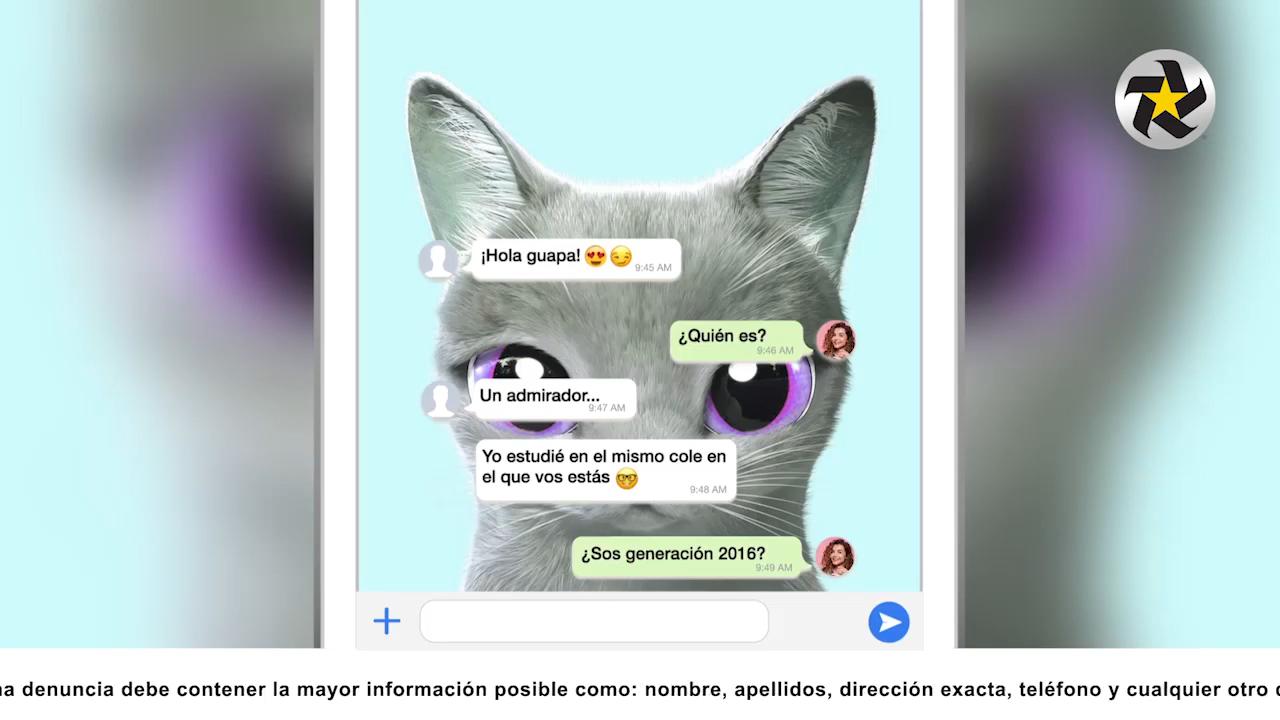 ¡Hola guapa! 😍😏
9:45 AM
¿Quién es?
9:46 AM
Un admirador...
9:47 AM
Yo estudié en el mismo cole en
el que vos estás 🤓
9:48 AM
¿Sos generación 2016?
9:49 AM
denuncia debe contener la mayor información posible como: nombre, apellidos, dirección exacta, teléfono y cualquier otro